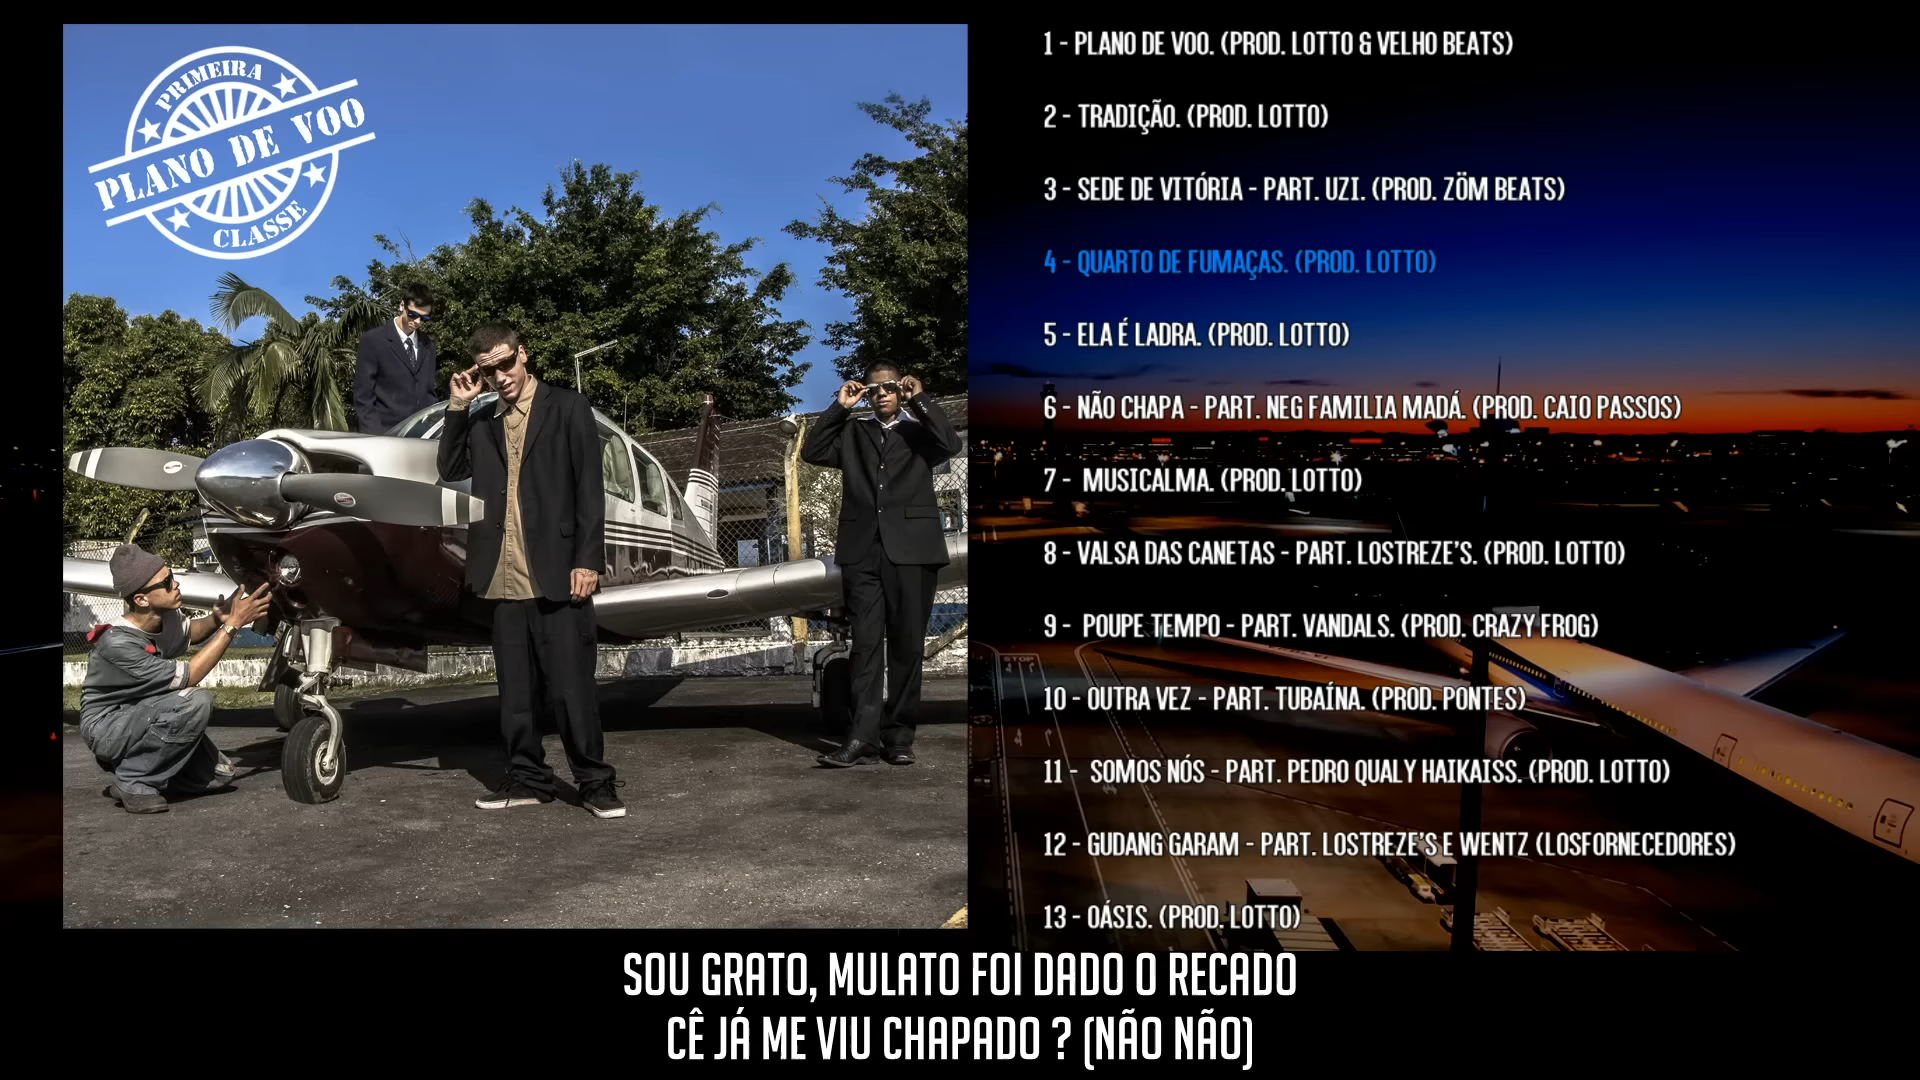 PRIMEIRA
PLANO DE VOO
CLASSE
1 - PLANO DE VOO. (PROD. LOTTO & VELHO BEATS)
2 - TRADIÇÃO. (PROD. LOTTO)
3 - SEDE DE VITÓRIA - PART. UZI. (PROD. ZÖM BEATS)
4 - QUARTO DE FUMAÇAS. (PROD. LOTTO)
5 - ELA É LADRA. (PROD. LOTTO)
6 - NÃO CHAPA - PART. NEG FAMILIA MADÁ. (PROD. CAIO PASSOS)
7 - MUSICALMA. (PROD. LOTTO)
8 - VALSA DAS CANETAS - PART. LOSTREZE'S. (PROD. LOTTO)
9 - POUPE TEMPO - PART. VANDALS. (PROD. CRAZY FROG)
STOP
10 - OUTRA VEZ - PART. TUBAÍNA. (PROD. PONTES)
11 - SOMOS NÓS - PART. PEDRO QUALY HAIKAISS. (PROD. LOTTO)
12 - GUDANG GARAM - PART. LOSTREZE'S E WENTZ (LOSFORNECEDORES)
13 - OÁSIS. (PROD. LOTTO)
SOU GRATO, MULATO FOI DADO O RECADO
CÊ JÁ ME VIU CHAPADO ? (NÃO NÃO)